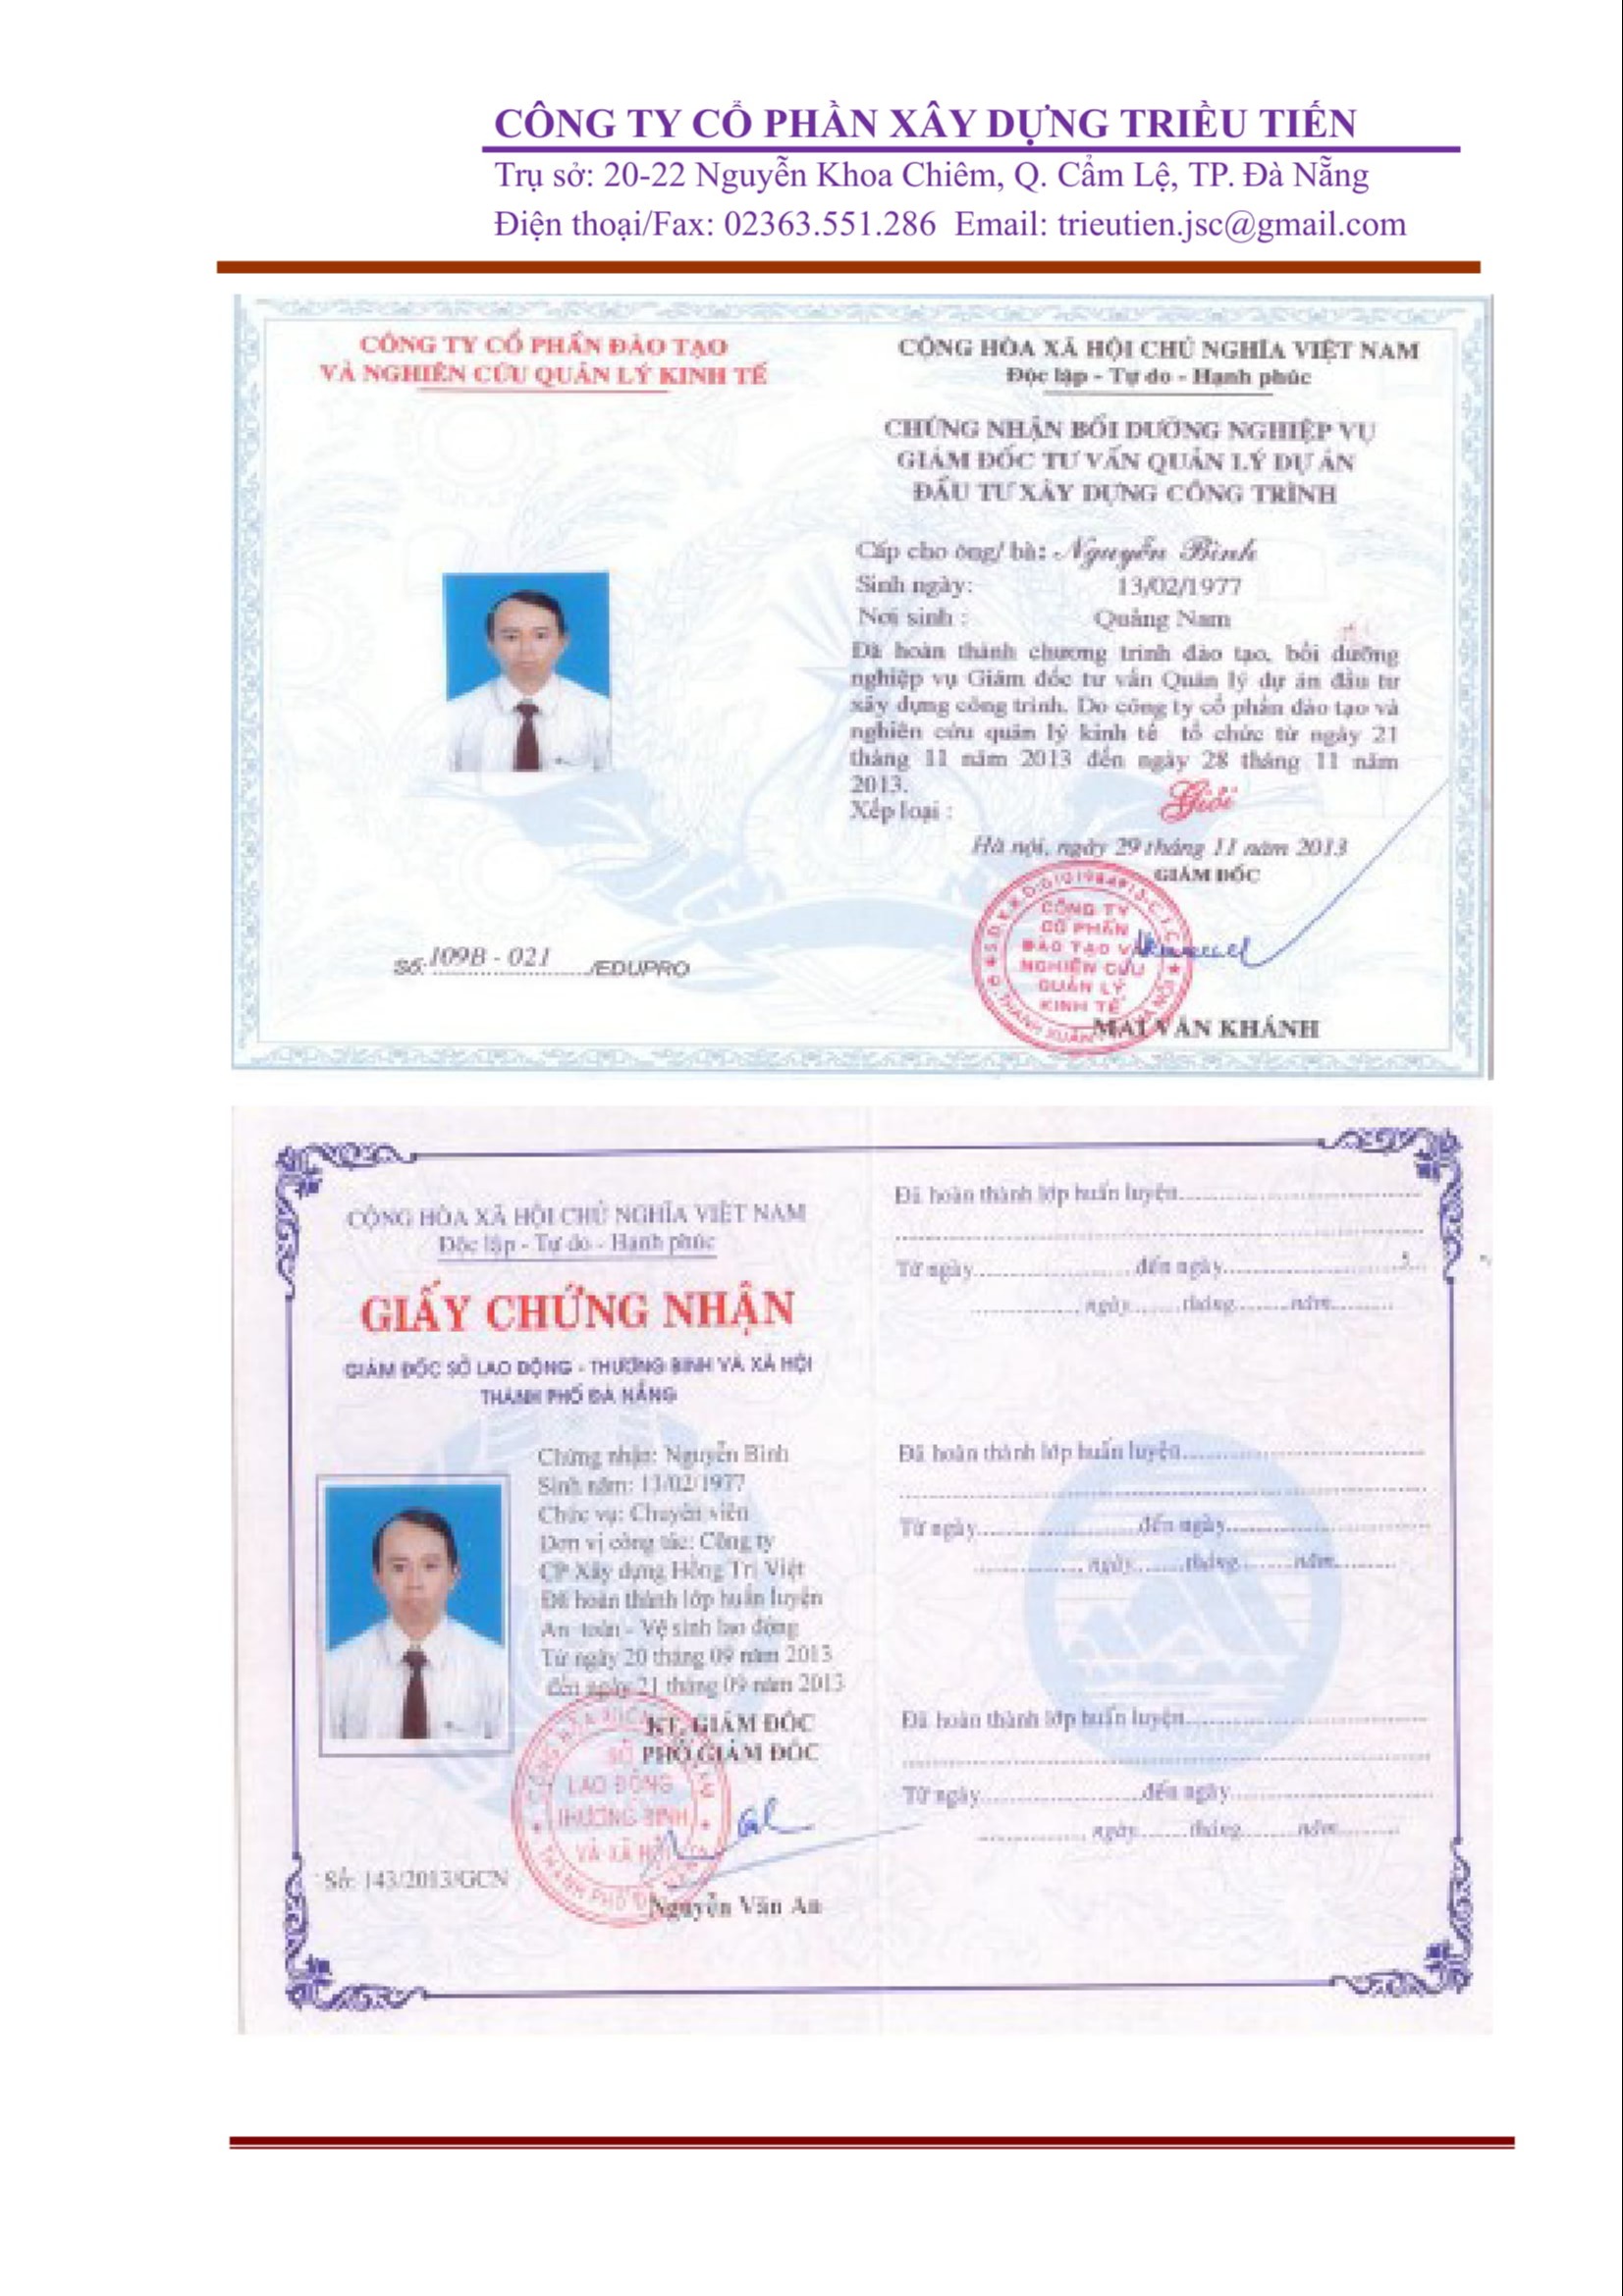 CÔNG TY CỔ PHẦN XÂY DỰNG TRIỀU TIẾN
Trụ sở: 20-22 Nguyễn Khoa Chiêm, Q. Cẩm Lệ, TP. Đà Nẵng
Điện thoại/Fax: 02363.551.286 Email: trieutien.jsc@gmail.com
CÔNG TY CỔ PHẦN ĐÀO TẠO
VÀ NGHIÊN CỨU QUẢN LÝ KINH TẾ
Số: 109B - 021 /EDUPRO
CỘNG HÒA XÃ HỘI CHỦ NGHĨA VIỆT NAM
Độc lập - Tự do - Hạnh phúc
CHỨNG NHẬN BỒI DƯỠNG NGHIỆP VỤ
GIÁM ĐỐC TƯ VẤN QUẢN LÝ DỰ ÁN
ĐẦU TƯ XÂY DỰNG CÔNG TRÌNH
Cấp cho ông/ bà: Nguyễn Bình
Sinh ngày: 13/02/1977
Nơi sinh : Quảng Nam
Đã hoàn thành chương trình đào tạo, bồi dưỡng
nghiệp vụ Giám đốc tư vấn Quản lý dự án đầu tư
xây dựng công trình. Do công ty cổ phần đào tạo và
nghiên cứu quản lý kinh tế tổ chức từ ngày 21
tháng 11 năm 2013 đến ngày 28 tháng 11 năm
2013.
Xếp loại : Giỏi
Hà nội, ngày 29 tháng 11 năm 2013
GIÁM ĐỐC
CÔNG TY
CỔ PHẦN
ĐÀO TẠO VÀ
NGHIÊN CỨU
QUẢN LÝ
KINH TẾ
MAI VĂN KHÁNH
CỘNG HÒA XÃ HỘI CHỦ NGHĨA VIỆT NAM
Độc lập - Tự do - Hạnh phúc
GIẤY CHỨNG NHẬN
GIÁM ĐỐC SỞ LAO ĐỘNG - THƯƠNG BINH VÀ XÃ HỘI
THÀNH PHỐ ĐÀ NẴNG
Chứng nhận: Nguyễn Bình
Sinh năm: 13/02/1977
Chức vụ: Chuyên viên
Đơn vị công tác: Công ty
CP Xây dựng Hồng Trí Việt
Đã hoàn thành lớp huấn luyện
An toàn - Vệ sinh lao động
Từ ngày 20 tháng 09 năm 2013
đến ngày 21 tháng 09 năm 2013
KT. GIÁM ĐỐC
PHÓ GIÁM ĐỐC
SỞ
LAO ĐỘNG
THƯƠNG BINH
VÀ XÃ HỘI
Số: 143/2013/GCN
Nguyễn Văn An
Đã hoàn thành lớp huấn luyện
Từ ngày đến ngày
ngày tháng năm
Đã hoàn thành lớp huấn luyện
Từ ngày đến ngày
ngày tháng năm
Đã hoàn thành lớp huấn luyện
Từ ngày đến ngày
ngày tháng năm